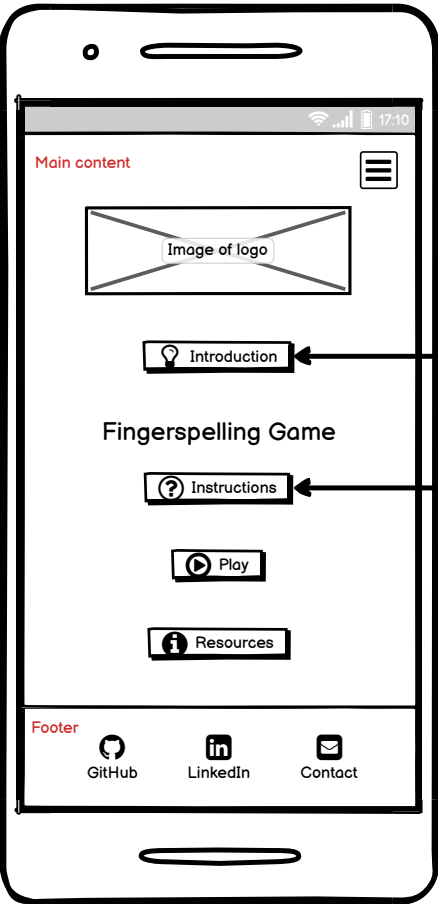 17:10
Main content
Image of logo
Introduction
Fingerspelling Game
Instructions
Play
Resources
Footer
GitHub LinkedIn Contact